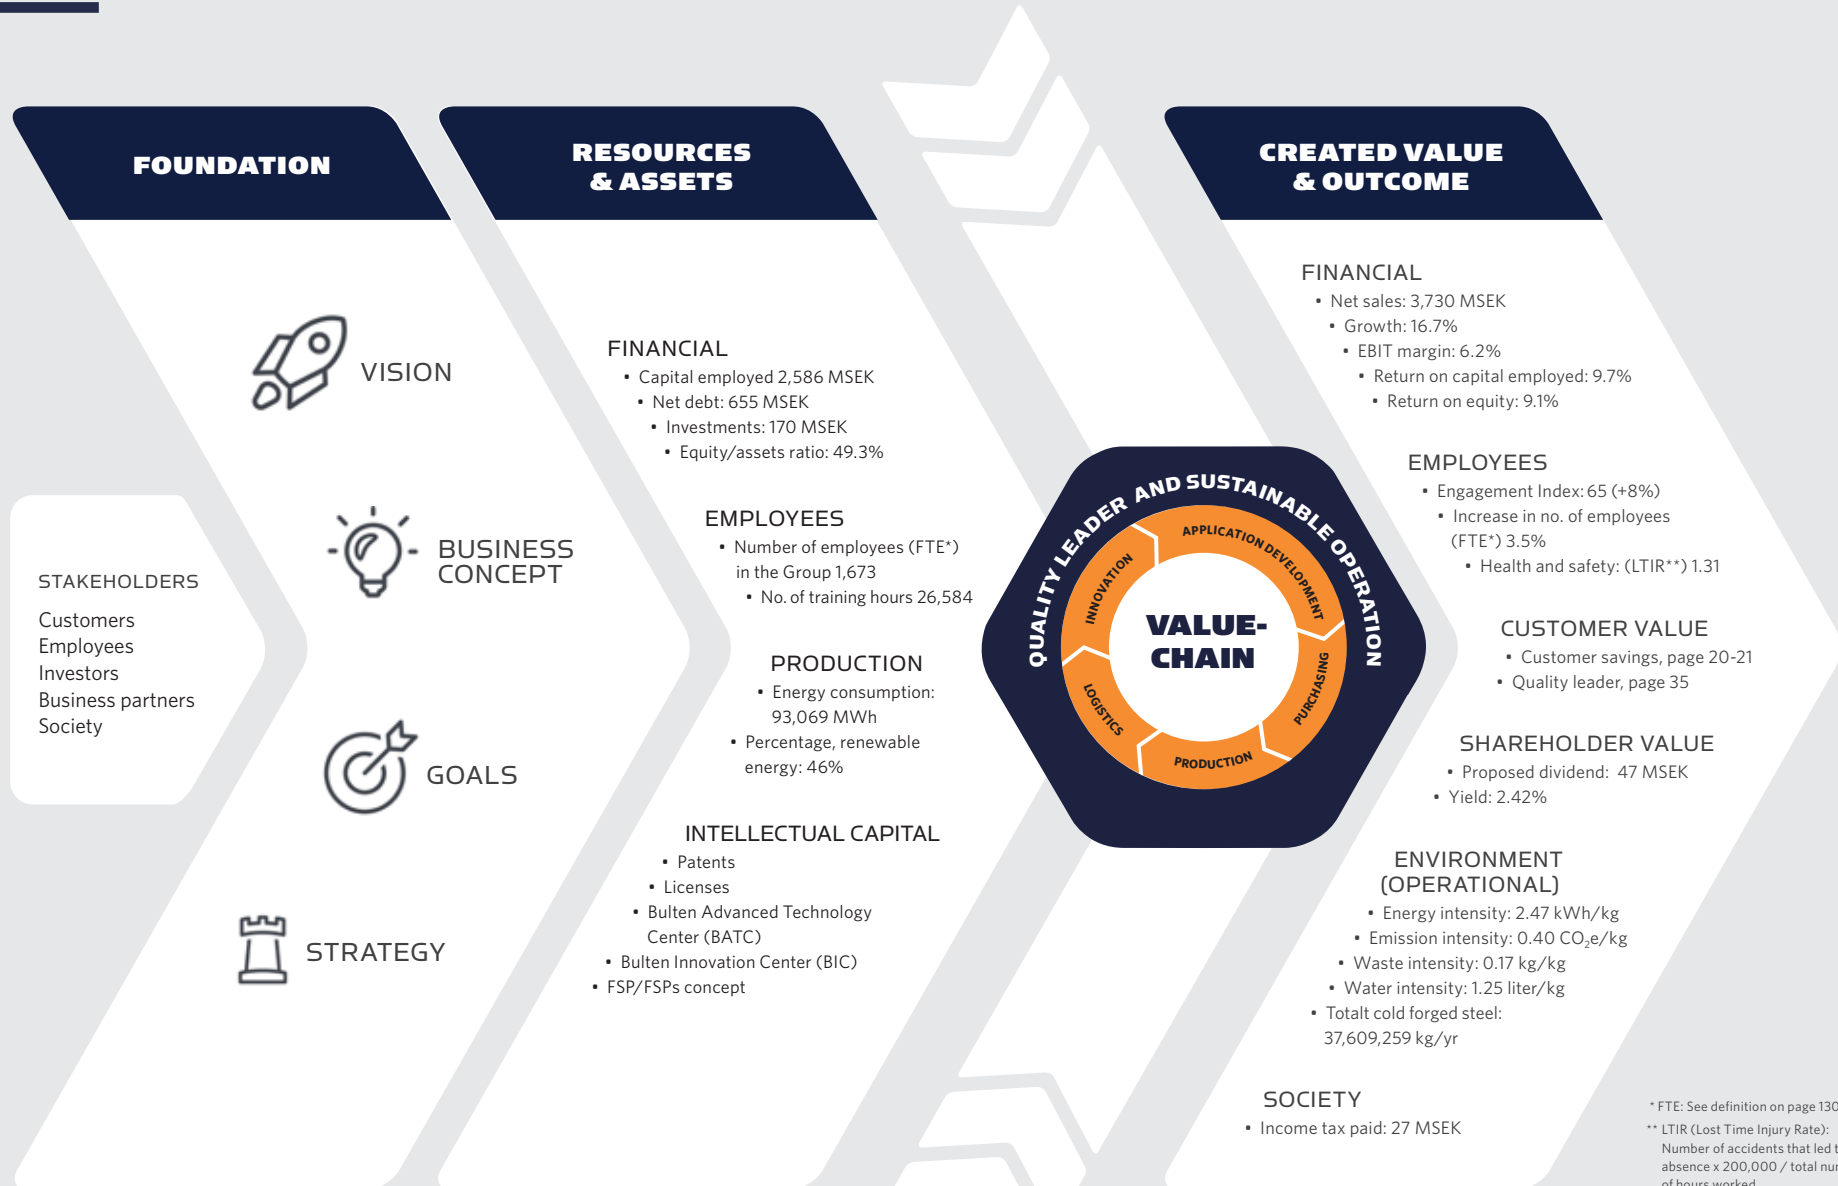 FOUNDATION
STAKEHOLDERS
Customers
Employees
Investors
Business partners
Society
VISION
BUSINESS
CONCEPT
GOALS
STRATEGY
RESOURCES
& ASSETS
FINANCIAL
• Capital employed 2,586 MSEK
• Net debt: 655 MSEK
• Investments: 170 MSEK
• Equity/assets ratio: 49.3%
EMPLOYEES
• Number of employees (FTE*)
in the Group 1,673
• No. of training hours 26,584
PRODUCTION
• Energy consumption:
93,069 MWh
• Percentage, renewable
energy: 46%
INTELLECTUAL CAPITAL
• Patents
• Licenses
• Bulten Advanced Technology
Center (BATC)
• Bulten Innovation Center (BIC)
• FSP/FSPs concept
QUALITY LEADER AND SUSTAINABLE OPERATION
INNOVATION
APPLICATION DEVELOPMENT
PURCHASING
PRODUCTION
LOGISTICS
VALUE-
CHAIN
CREATED VALUE
& OUTCOME
FINANCIAL
• Net sales: 3,730 MSEK
• Growth: 16.7%
• EBIT margin: 6.2%
• Return on capital employed: 9.7%
• Return on equity: 9.1%
EMPLOYEES
• Engagement Index: 65 (+8%)
• Increase in no. of employees
(FTE*) 3.5%
• Health and safety: (LTIR**) 1.31
CUSTOMER VALUE
• Customer savings, page 20-21
• Quality leader, page 35
SHAREHOLDER VALUE
• Proposed dividend: 47 MSEK
• Yield: 2.42%
ENVIRONMENT
(OPERATIONAL)
• Energy intensity: 2.47 kWh/kg
• Emission intensity: 0.40 CO₂e/kg
• Waste intensity: 0.17 kg/kg
• Water intensity: 1.25 liter/kg
• Totalt cold forged steel:
37,609,259 kg/yr
SOCIETY
• Income tax paid: 27 MSEK
* FTE: See definition on page 130
** LTIR (Lost Time Injury Rate):
Number of accidents that led
absence x 200,000 / total
of hours worked